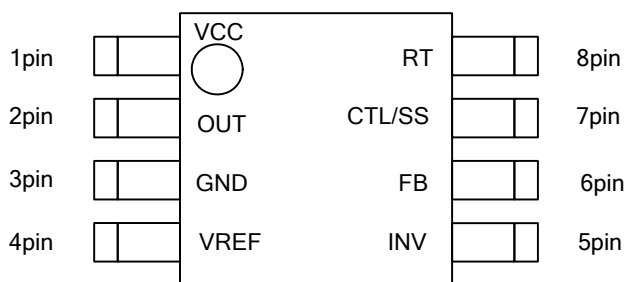 VCC
1pin RT 8pin
2pin OUT CTL/SS 7pin
3pin GND FB 6pin
4pin VREF INV 5pin